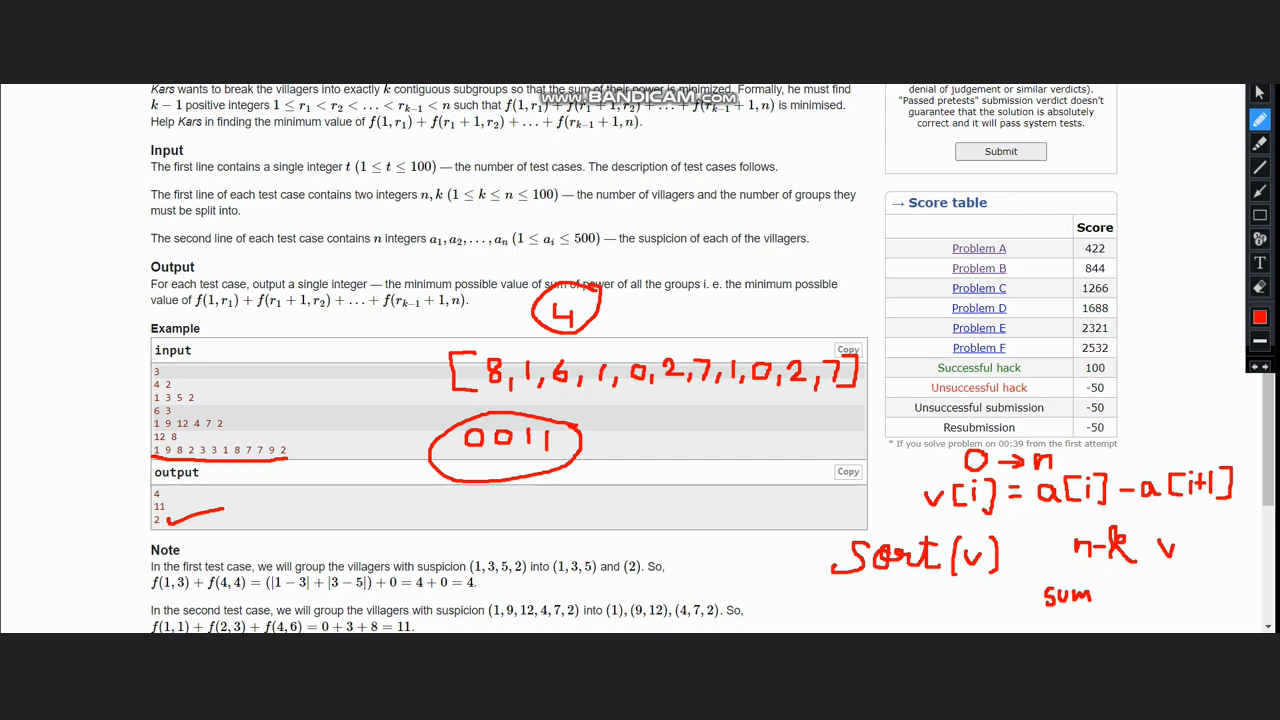 www.BANDICAM.com
Kars wants to break the villagers into exactly k contiguous subgroups so that the sum of their power is minimized. Formally, he must find
k − 1 positive integers 1 ≤ r₁ < r₂ < … < rₖ₋₁ < n such that f(1, r₁) + f(r₁ + 1, r₂) + … + f(rₖ₋₁ + 1, n) is minimised.
Help Kars in finding the minimum value of f(1, r₁) + f(r₁ + 1, r₂) + … + f(rₖ₋₁ + 1, n).
Input
The first line contains a single integer t (1 ≤ t ≤ 100) — the number of test cases. The description of test cases follows.
The first line of each test case contains two integers n, k (1 ≤ k ≤ n ≤ 100) — the number of villagers and the number of groups they
must be split into.
The second line of each test case contains n integers a₁, a₂, …, aₙ (1 ≤ aᵢ ≤ 500) — the suspicion of each of the villagers.
Output
For each test case, output a single integer — the minimum possible value of sum of power of all the groups i. e. the minimum possible
value of f(1, r₁) + f(r₁ + 1, r₂) + … + f(rₖ₋₁ + 1, n).
4
Example
input
Copy
3
4 2
1 3 5 2
6 3
1 9 12 4 7 2
12 8
1 9 8 2 3 3 1 8 7 7 9 2
[ 8, 1, 6, 1, 0, 2, 7, 1, 0, 2, 7 ]
0 0 1 1
output
Copy
4
11
2
Note
In the first test case, we will group the villagers with suspicion (1, 3, 5, 2) into (1, 3, 5) and (2). So,
f(1, 3) + f(4, 4) = (|1 − 3| + |3 − 5|) + 0 = 4 + 0 = 4.
In the second test case, we will group the villagers with suspicion (1, 9, 12, 4, 7, 2) into (1), (9, 12), (4, 7, 2). So,
f(1, 1) + f(2, 3) + f(4, 6) = 0 + 3 + 8 = 11.
denial of judgement or similar verdicts).
"Passed pretests" submission verdict doesn't
guarantee that the solution is absolutely
correct and it will pass system tests.
Submit
→ Score table
Score
Problem A 422
Problem B 844
Problem C 1266
Problem D 1688
Problem E 2321
Problem F 2532
Successful hack 100
Unsuccessful hack -50
Unsuccessful submission -50
Resubmission -50
* If you solve problem on 00:39 from the first attempt
0 → n
v[i] = a[i] - a[i+1]
Sort(v)
n-k v
sum
T